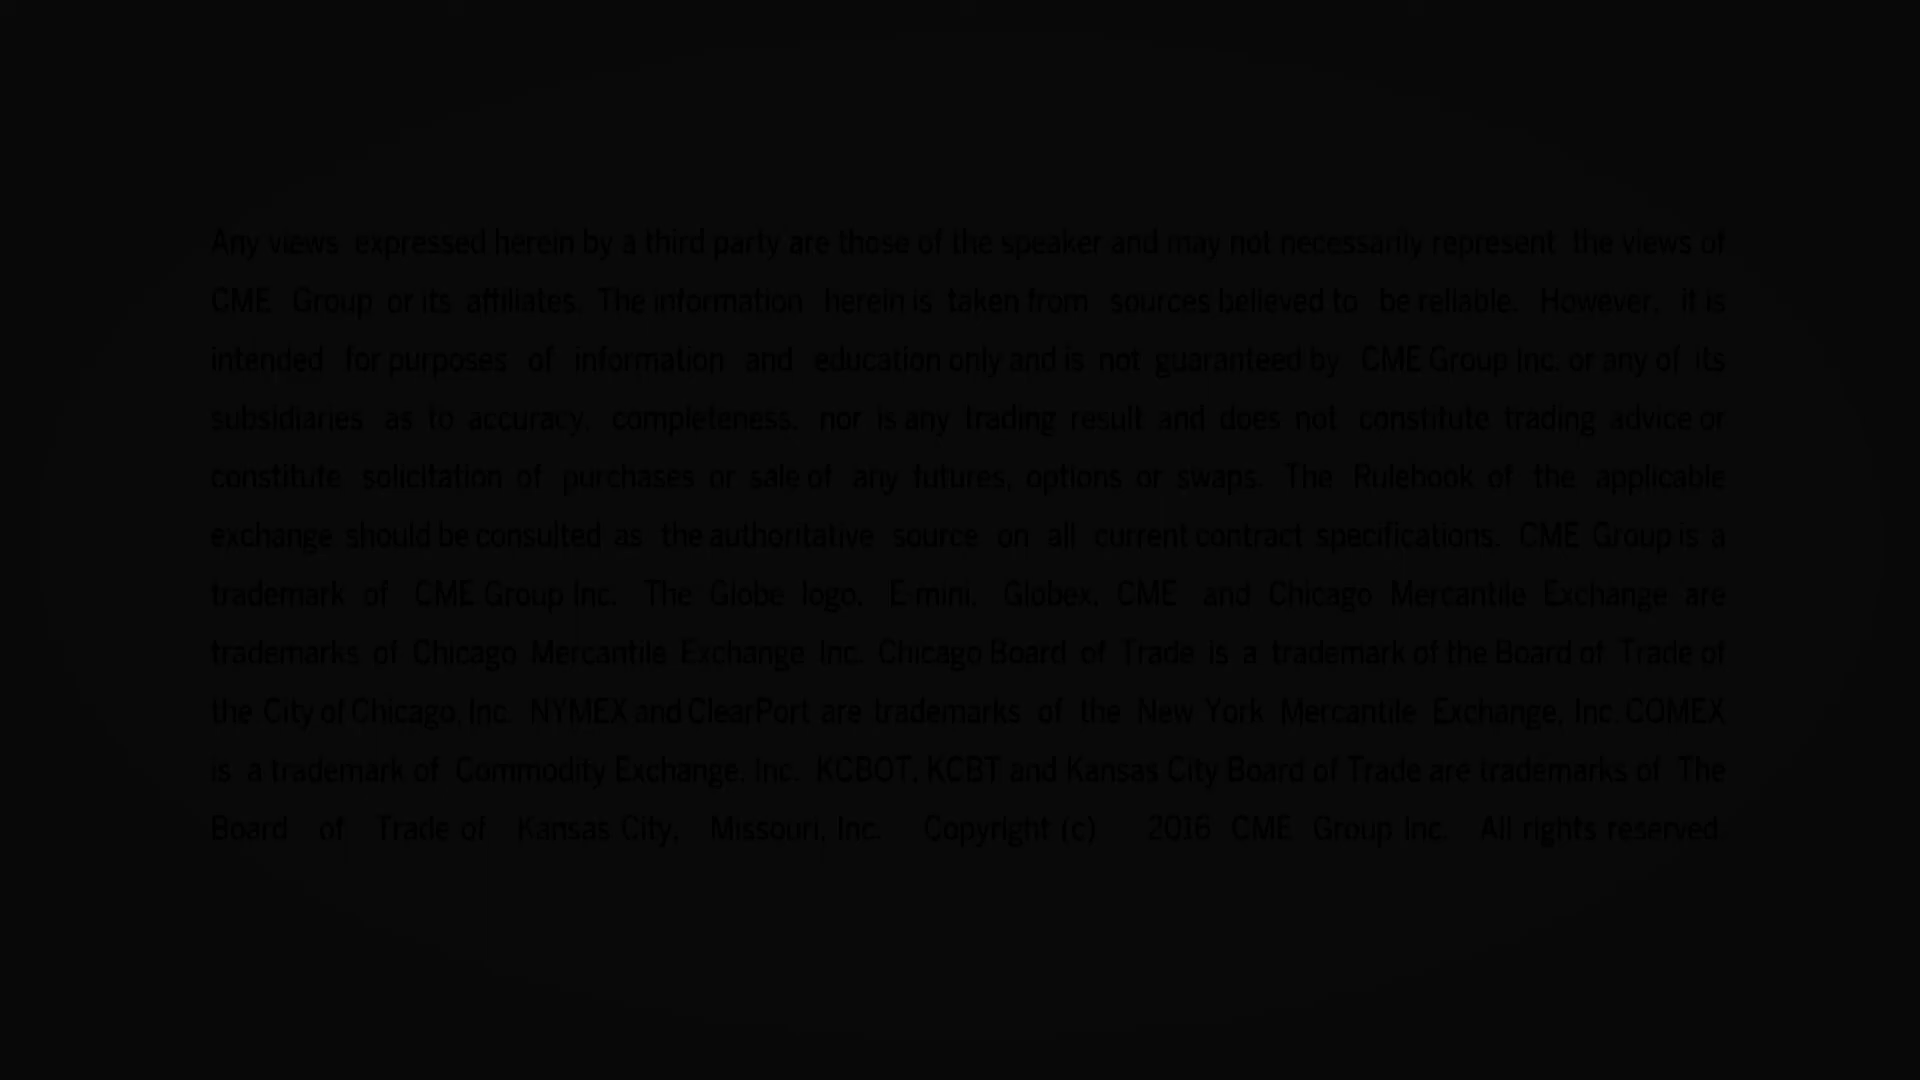 Any views expressed herein by a third party are those of the speaker and may not necessarily represent the views of
CME Group or its affiliates. The information herein is taken from sources believed to be reliable. However, it is
intended for purposes of information and education only and is not guaranteed by CME Group Inc. or any of its
subsidiaries as to accuracy, completeness, nor is any trading result and does not constitute trading advice or
constitute solicitation of purchases or sale of any futures, options or swaps. The Rulebook of the applicable
exchange should be consulted as the authoritative source on all current contract specifications. CME Group is a
trademark of CME Group Inc. The Globe logo, E-mini, Globex, CME and Chicago Mercantile Exchange are
trademarks of Chicago Mercantile Exchange Inc. Chicago Board of Trade is a trademark of the Board of Trade of
the City of Chicago, Inc. NYMEX and ClearPort are trademarks of the New York Mercantile Exchange, Inc. COMEX
is a trademark of Commodity Exchange, Inc. KCBOT, KCBT and Kansas City Board of Trade are trademarks of The
Board of Trade of Kansas City, Missouri, Inc. Copyright (c) 2016 CME Group Inc. All rights reserved.